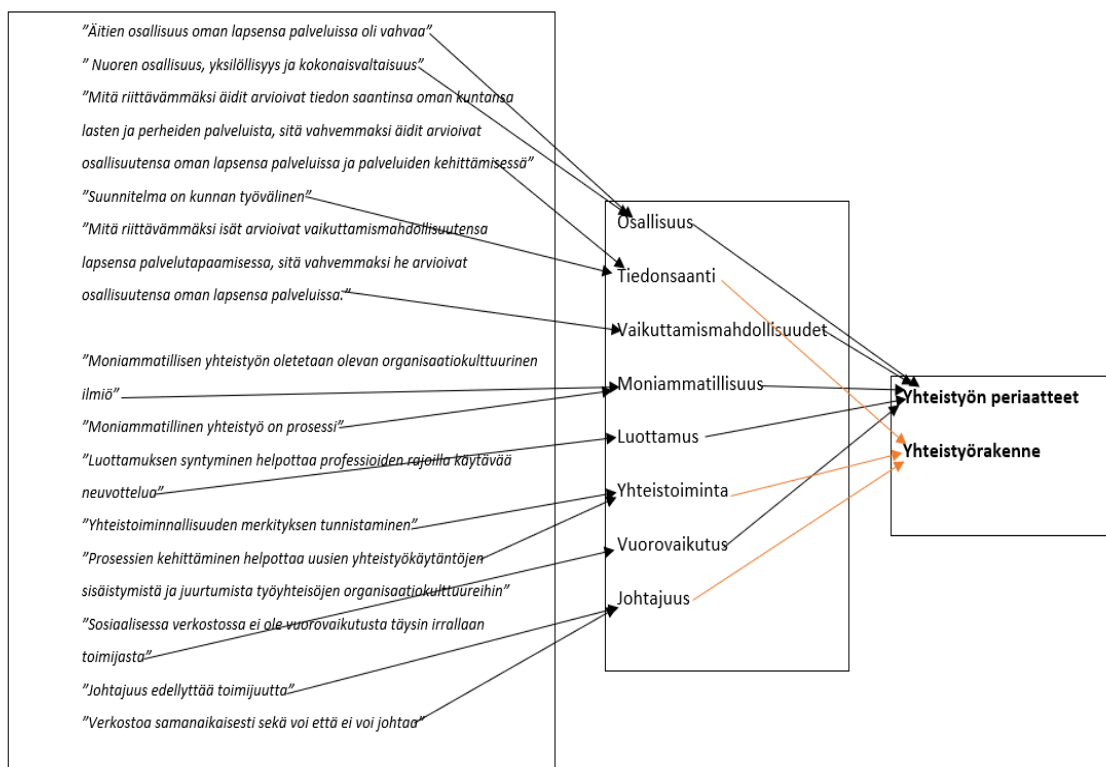 ”Äitien osallisuus oman lapsensa palveluissa oli vahvaa”
” Nuoren osallisuus, yksilöllisyys ja kokonaisvaltaisuus”
”Mitä riittävämmäksi äidit arvioivat tiedon saantinsa oman kuntansa
lasten ja perheiden palveluista, sitä vahvemmaksi äidit arvioivat
osallisuutensa oman lapsensa palveluissa ja palveluiden kehittämisessä”
”Suunnitelma on kunnan työvälinen”
”Mitä riittävämmäksi isät arvioivat vaikuttamismahdollisuutensa
lapsensa palvelutapaamisessa, sitä vahvemmaksi he arvioivat
osallisuutensa oman lapsensa palveluissa.”
”Moniammatillisen yhteistyön oletetaan olevan organisaatiokulttuurinen
ilmiö”
”Moniammatillinen yhteistyö on prosessi”
”Luottamuksen syntyminen helpottaa professioiden rajoilla käytävää
neuvottelua”
”Yhteistoiminnallisuuden merkityksen tunnistaminen”
”Prosessien kehittäminen helpottaa uusien yhteistyökäytäntöjen
sisäistymistä ja juurtumista työyhteisöjen organisaatiokulttuureihin”
”Sosiaalisessa verkostossa ei ole vuorovaikutusta täysin irrallaan
toimijasta”
”Johtajuus edellyttää toimijuutta”
”Verkostoa samanaikaisesti sekä voi että ei voi johtaa”
Osallisuus
Tiedonsaanti
Vaikuttamismahdollisuudet
Moniammatillisuus
Luottamus
Yhteistoiminta
Vuorovaikutus
Johtajuus
Yhteistyön periaatteet
Yhteistyörakenne